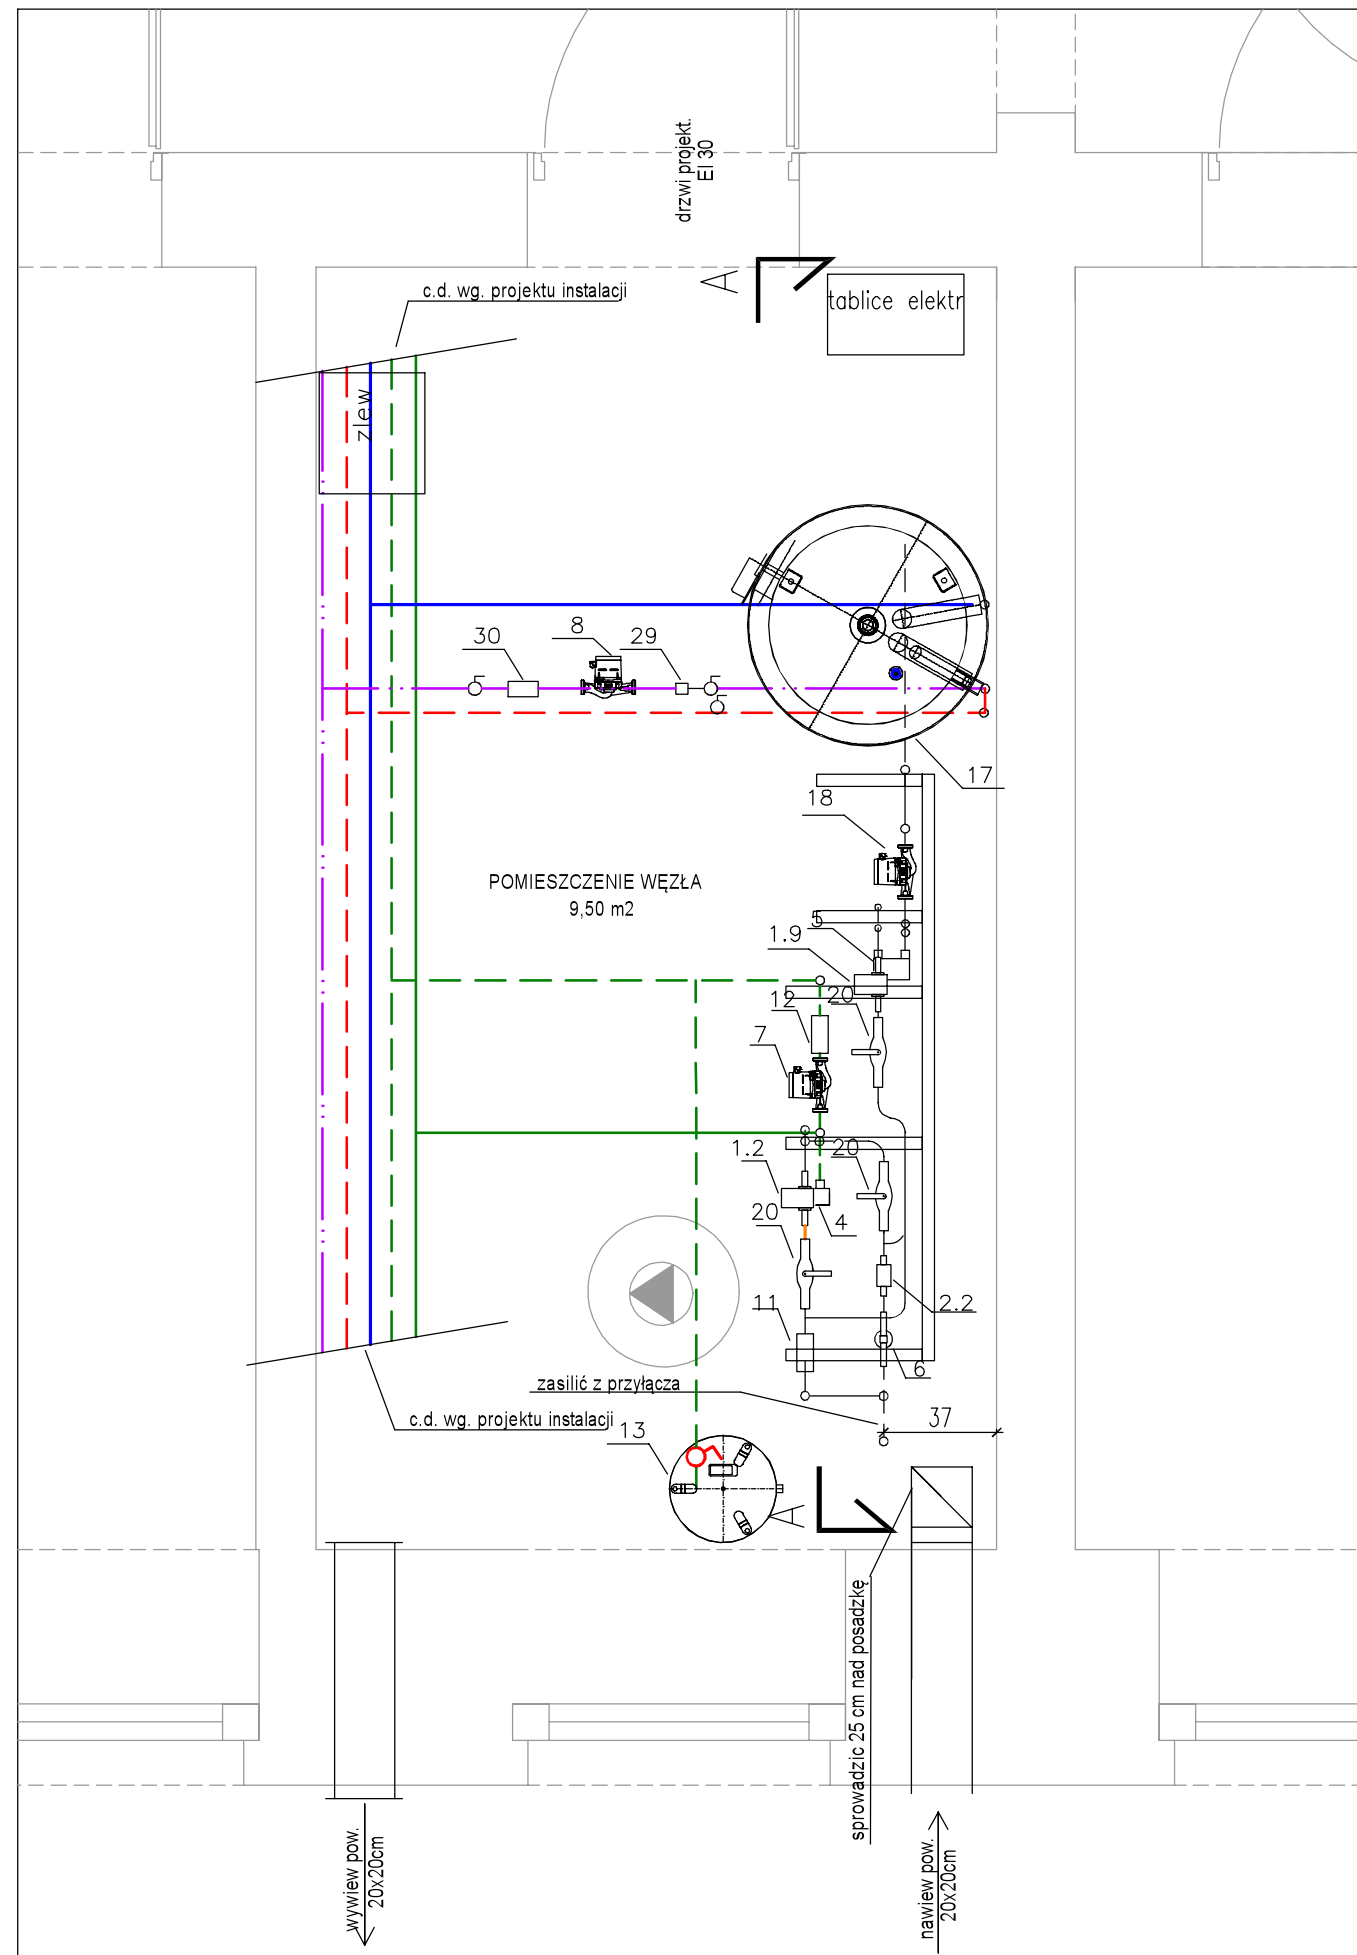 drzwi projekt.
EI 30
A
tablice elektr
c.d. wg. projektu instalacji
zlew
30
8
29
17
18
POMIESZCZENIE WĘZŁA
9,50 m2
5
1.9
12
20
7
1.2
20
20
4
11
2.2
6
zasilić z przyłącza
37
c.d. wg. projektu instalacji
13
A
sprowadzic 25 cm nad posadzkę
wywiew pow.
20x20cm
nawiew pow.
20x20cm